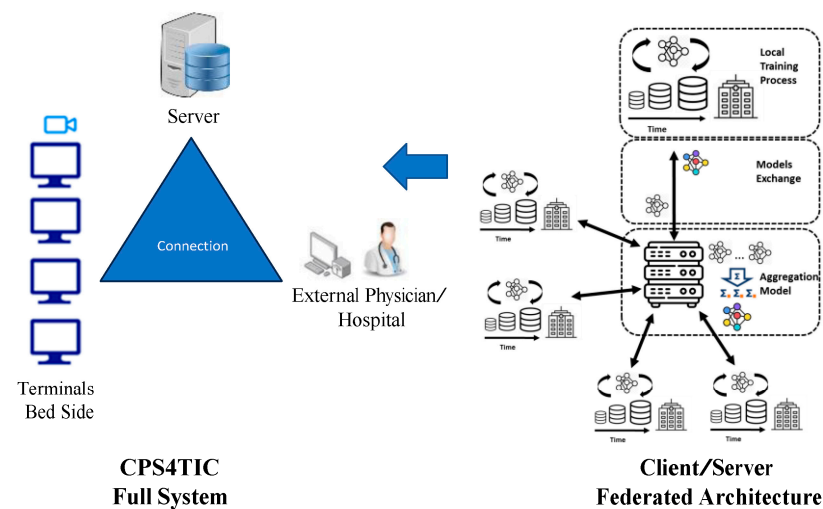 Server
Connection
External Physician/
Hospital
Terminals
Bed Side
CPS4TIC
Full System
Local
Training
Process
Time
Models
Exchange
Time
Σ
Σ Σ Σ
Aggregation
Model
Time
Time
Time
Client/Server
Federated Architecture